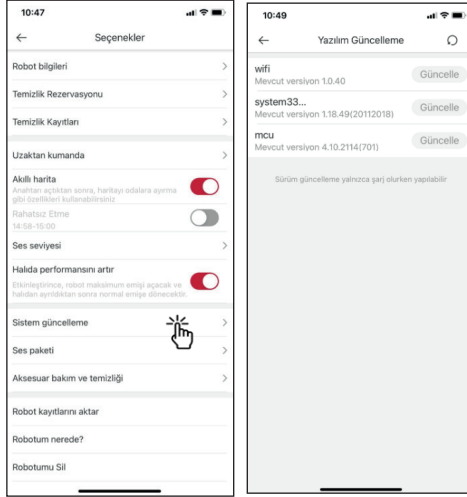 10:47
Seçenekler
Robot bilgileri
Temizlik Rezervasyonu
Temizlik Kayıtları
Uzaktan kumanda
Akıllı harita
Anahtarı açtıktan sonra, haritayı odalara ayırma
gibi özellikleri kullanabilirsiniz
Rahatsız Etme
14:58-15:00
Ses seviyesi
Halıda performansını artır
Etkinleştirince, robot maksimum emişi açacak ve
halıdan ayrıldıktan sonra normal emişe dönecektir.
Sistem güncelleme
Ses paketi
Aksesuar bakım ve temizliği
Robot kayıtlarını aktar
Robotum nerede?
Robotumu Sil
10:49
Yazılım Güncelleme
wifi
Mevcut versiyon 1.0.40
Güncelle
system33...
Mevcut versiyon 1.18.49(20112018)
Güncelle
mcu
Mevcut versiyon 4.10.2114(701)
Güncelle
Sürüm güncelleme yalnızca şarj olurken yapılabilir